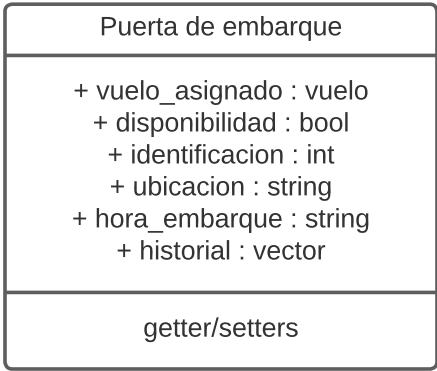 Puerta de embarque
+ vuelo_asignado : vuelo
+ disponibilidad : bool
+ identificacion : int
+ ubicacion : string
+ hora_embarque : string
+ historial : vector
getter/setters